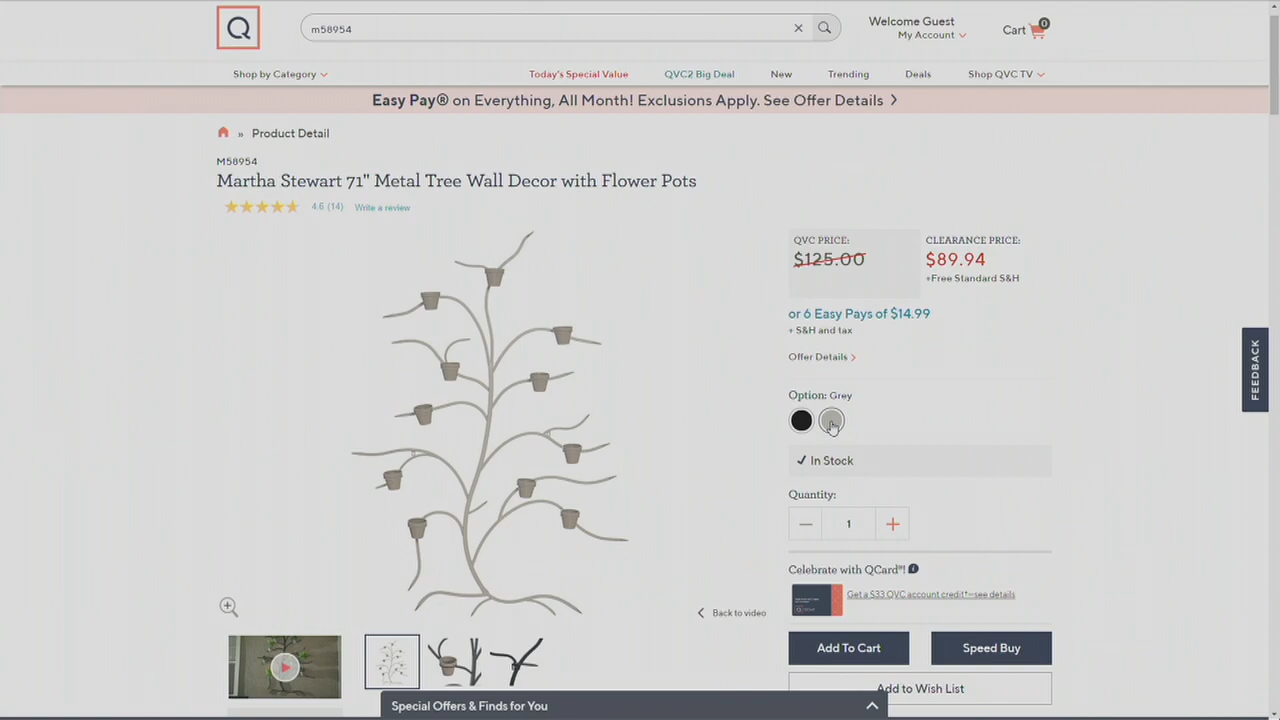 Q
m58954
Welcome Guest
My Account
Cart 0
Shop by Category
Today's Special Value
QVC2 Big Deal
New
Trending
Deals
Shop QVC TV
Easy Pay® on Everything, All Month! Exclusions Apply. See Offer Details
» Product Detail
M58954
Martha Stewart 71" Metal Tree Wall Decor with Flower Pots
4.6 (14) Write a review
QVC PRICE:
$125.00
CLEARANCE PRICE:
$89.94
+Free Standard S&H
or 6 Easy Pays of $14.99
+ S&H and tax
Offer Details
Option: Grey
In Stock
Quantity:
1
Celebrate with QCard®!
Get a $33 QVC account credit*—see details
Add To Cart
Speed Buy
Add to Wish List
Back to video
Special Offers & Finds for You
FEEDBACK